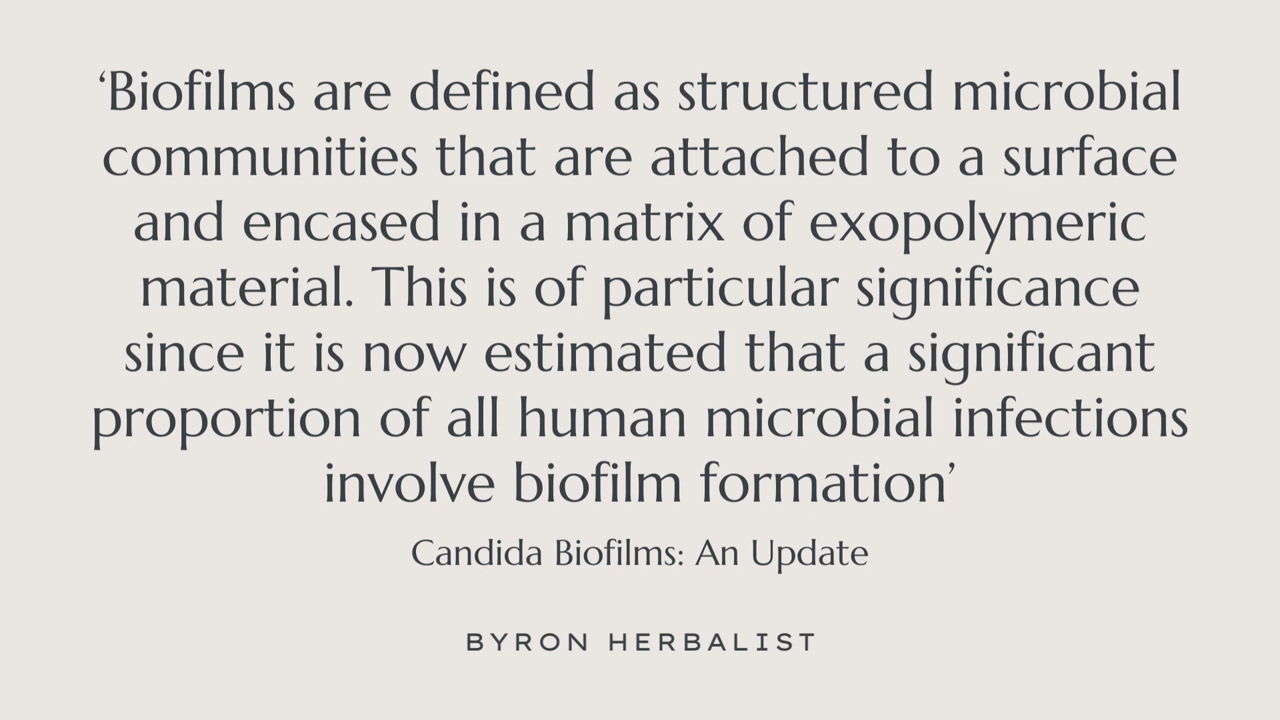 ‘Biofilms are defined as structured microbial
communities that are attached to a surface
and encased in a matrix of exopolymeric
material. This is of particular significance
since it is now estimated that a significant
proportion of all human microbial infections
involve biofilm formation’
Candida Biofilms: An Update
BYRON HERBALIST